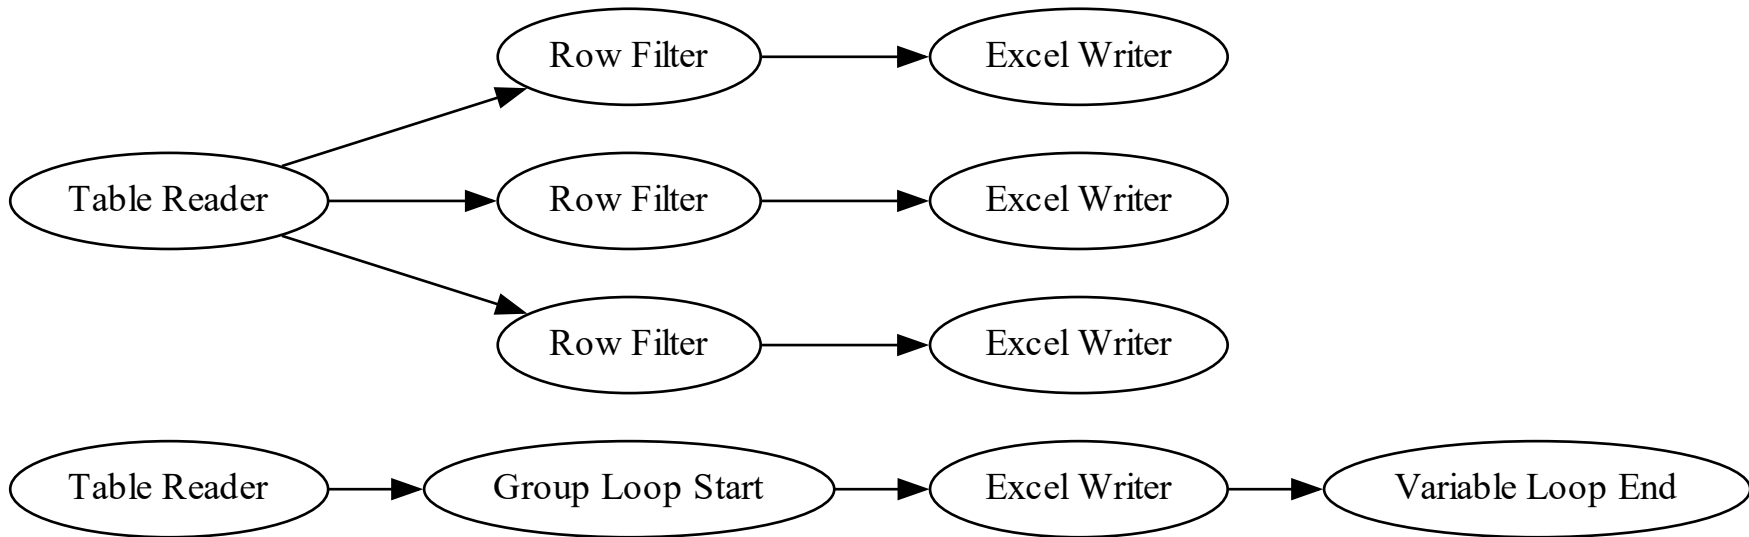 Row Filter
Excel Writer
Table Reader
Row Filter
Excel Writer
Row Filter
Excel Writer
Table Reader
Group Loop Start
Excel Writer
Variable Loop End